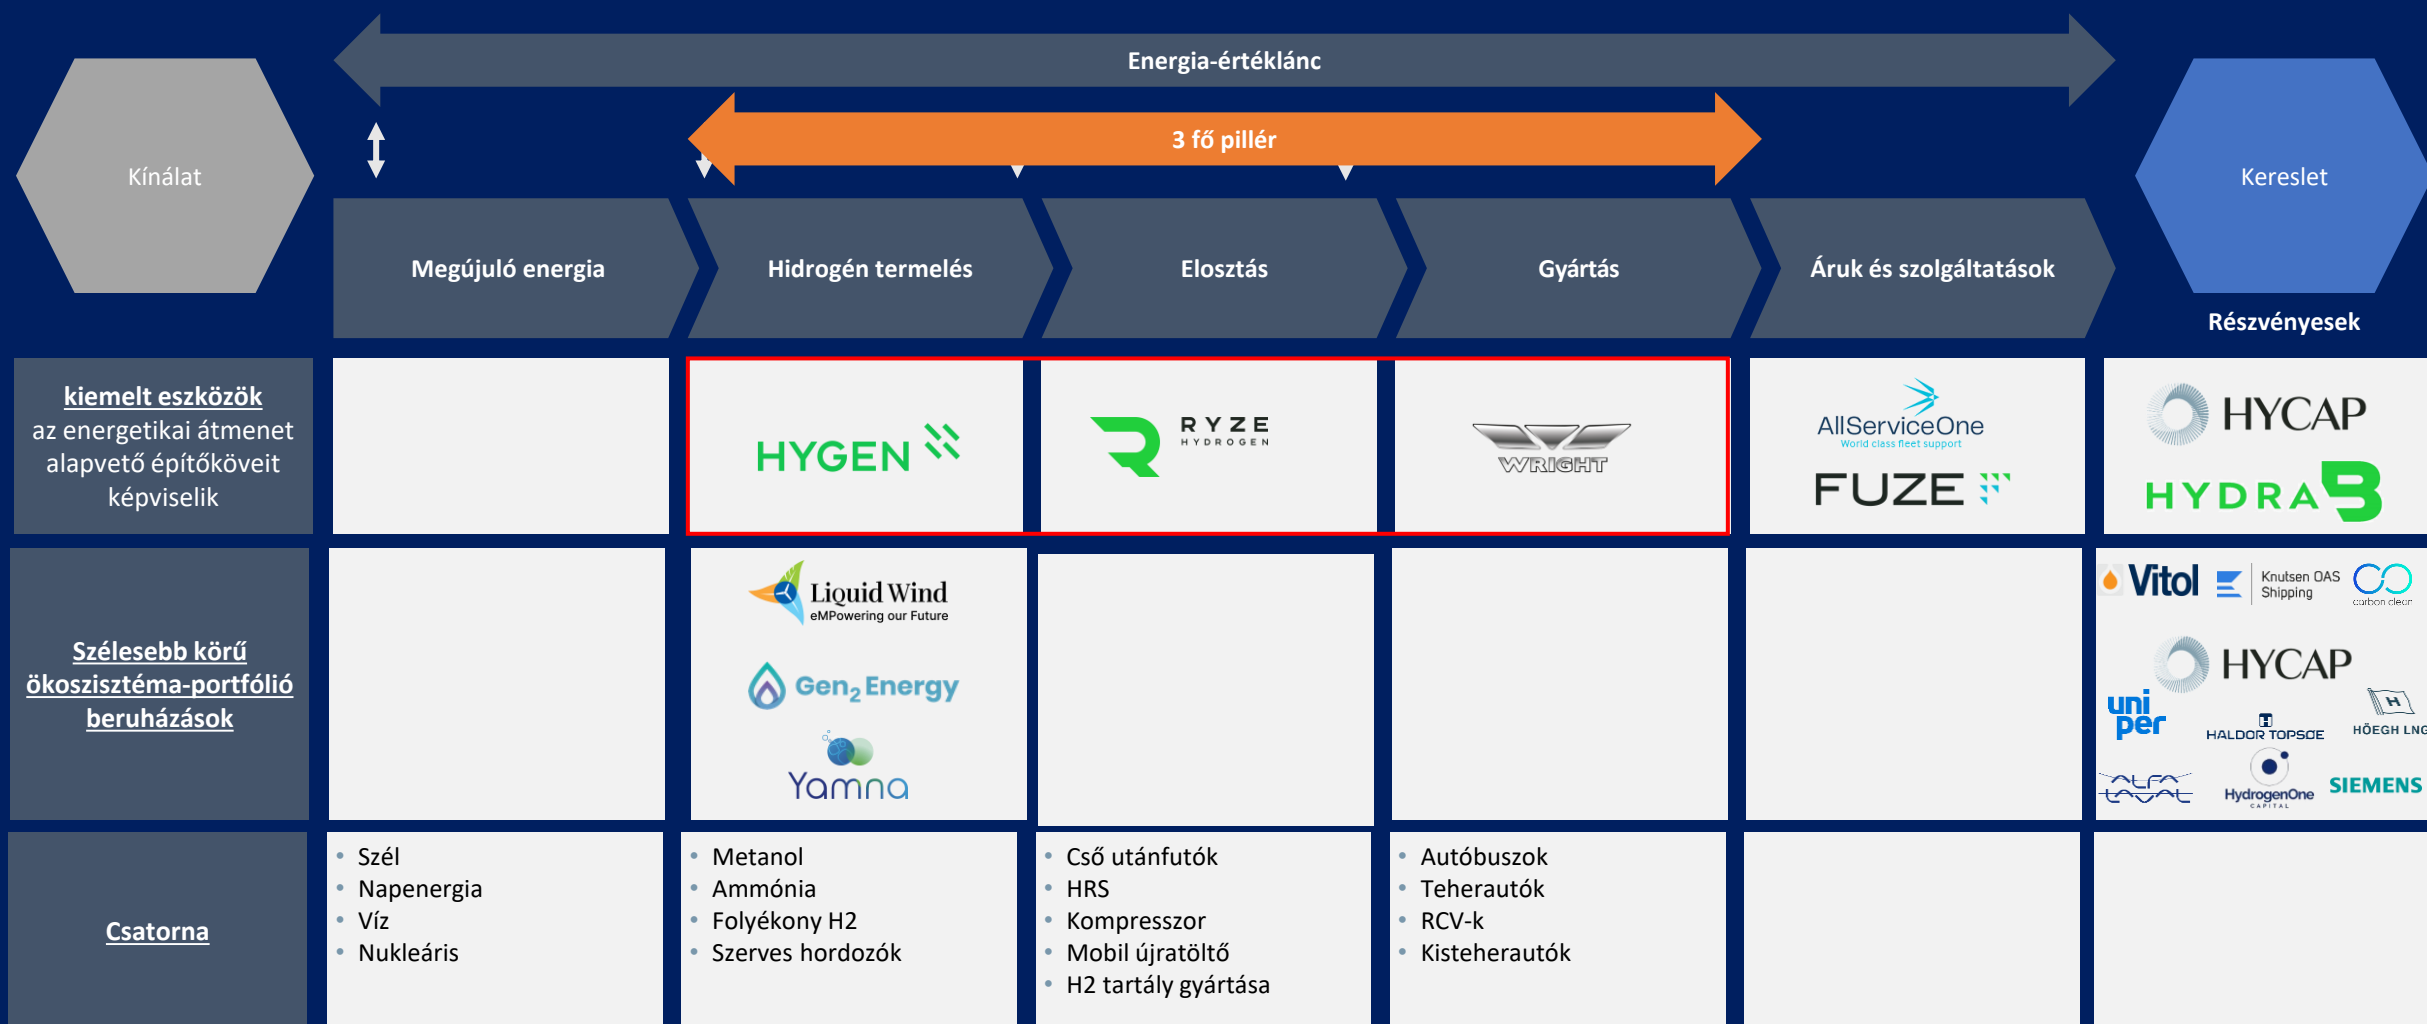 Energia-értéklánc
3 fő pillér
Kínálat
Kereslet
Megújuló energia
Hidrogén termelés
Elosztás
Gyártás
Áruk és szolgáltatások
Részvényesek
kiemelt eszközök
az energetikai átmenet
alapvető építőköveit
képviselik
HYGEN
RYZE
HYDROGEN
WRIGHT
AllServiceOne
World class fleet support
FUZE
HYCAP
HYDRAB
Szélesebb körű
ökoszisztéma-portfólió
beruházások
Liquid Wind
eMPowering our Future
Gen2 Energy
Yamna
Vitol
Knutsen OAS
Shipping
carbon clean
HYCAP
uni
per
HALDOR TOPSØE
H
HÖEGH LNG
ALFA
LAVAL
HydrogenOne
CAPITAL
SIEMENS
Csatorna
• Szél
• Napenergia
• Víz
• Nukleáris
• Metanol
• Ammónia
• Folyékony H2
• Szerves hordozók
• Cső utánfutók
• HRS
• Kompresszor
• Mobil újratöltő
• H2 tartály gyártása
• Autóbuszok
• Teherautók
• RCV-k
• Kisteherautók